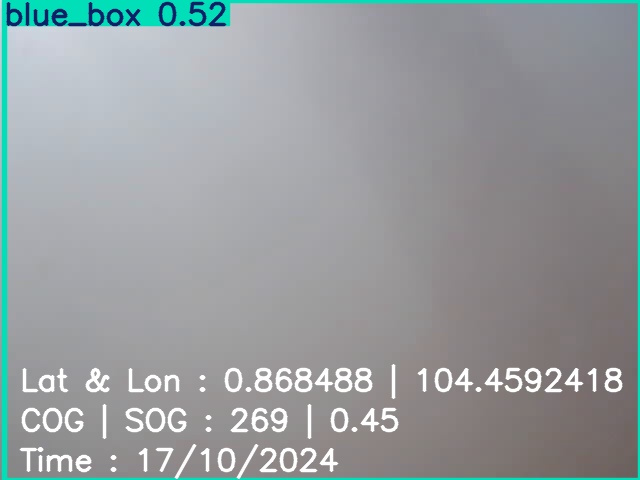 blue_box 0.52
Lat & Lon : 0.868488 | 104.4592418
COG | SOG : 269 | 0.45
Time : 17/10/2024